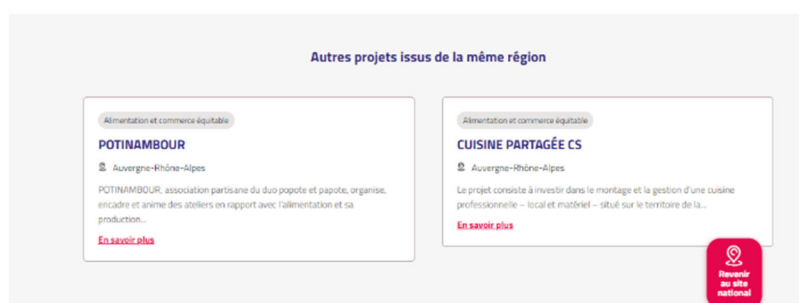 Autres projets issus de la même région
Alimentation et commerce équitable
POTINAMBOUR
Auvergne-Rhône-Alpes
POTINAMBOUR, association partisane du duo popote et papote, organise,
encadre et anime des ateliers en rapport avec l'alimentation et sa
production...
En savoir plus
Alimentation et commerce équitable
CUISINE PARTAGÉE CS
Auvergne-Rhône-Alpes
Le projet consiste à investir dans le montage et la gestion d'une cuisine
professionnelle – local et matériel – situé sur le territoire de la...
En savoir plus
Revenir
au site
national